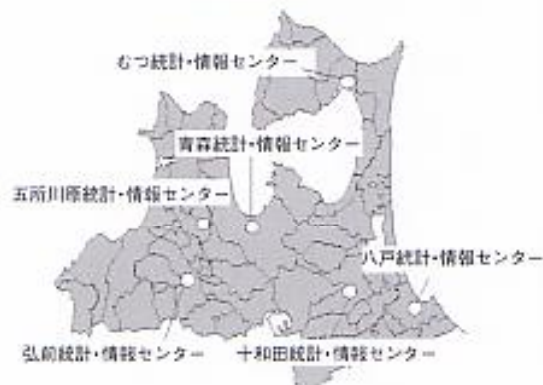 むつ統計・情報センター
青森統計・情報センター
五所川原統計・情報センター
八戸統計・情報センター
弘前統計・情報センター
十和田統計・情報センター